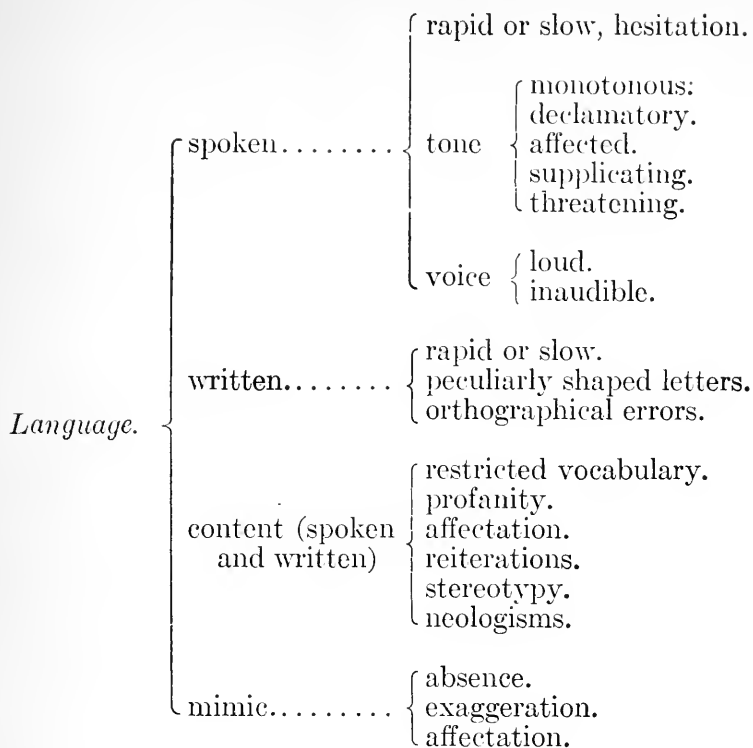 rapid or slow, hesitation.
spoken........
tone
monotonous:
declamatory.
affected.
supplicating.
threatening.
voice
loud.
inaudible.
Language.
written........
rapid or slow.
peculiarly shaped letters.
orthographical errors.
content (spoken
and written)
restricted vocabulary.
profanity.
affectation.
reiterations.
stereotypy.
neologisms.
mimic.........
absence.
exaggeration.
affectation.